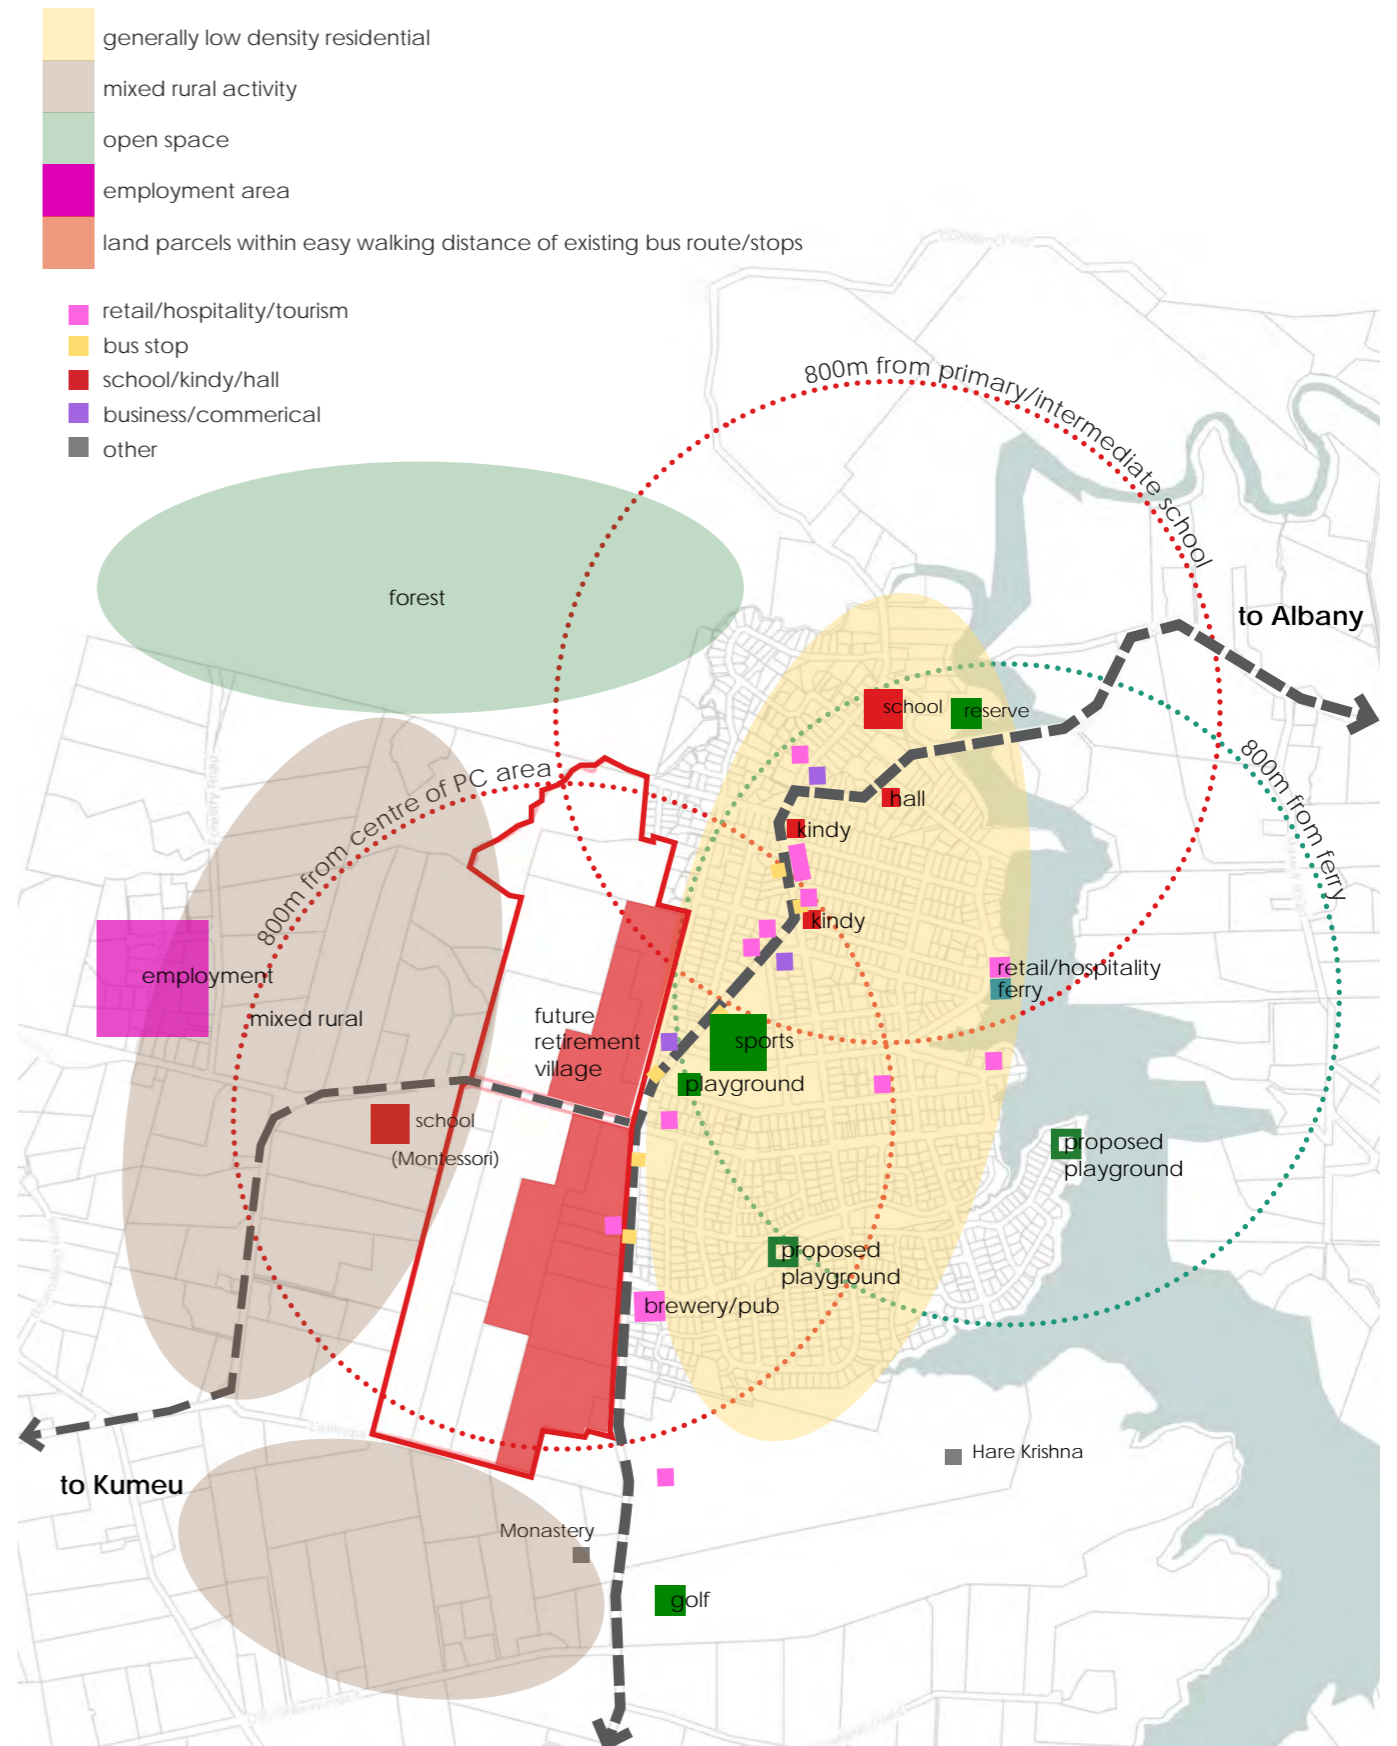 generally low density residential
mixed rural activity
open space
employment area
land parcels within easy walking distance of existing bus route/stops
retail/hospitality/tourism
bus stop
school/kindy/hall
business/commerical
other
800m from primary/intermediate school
forest
to Albany
school
reserve
800m from ferry
800m from centre of PC area
hall
kindy
kindy
employment
retail/hospitality
ferry
mixed rural
future
retirement
village
sports
playground
school
(Montessori)
proposed
playground
proposed
playground
brewery/pub
to Kumeu
Hare Krishna
Monastery
golf